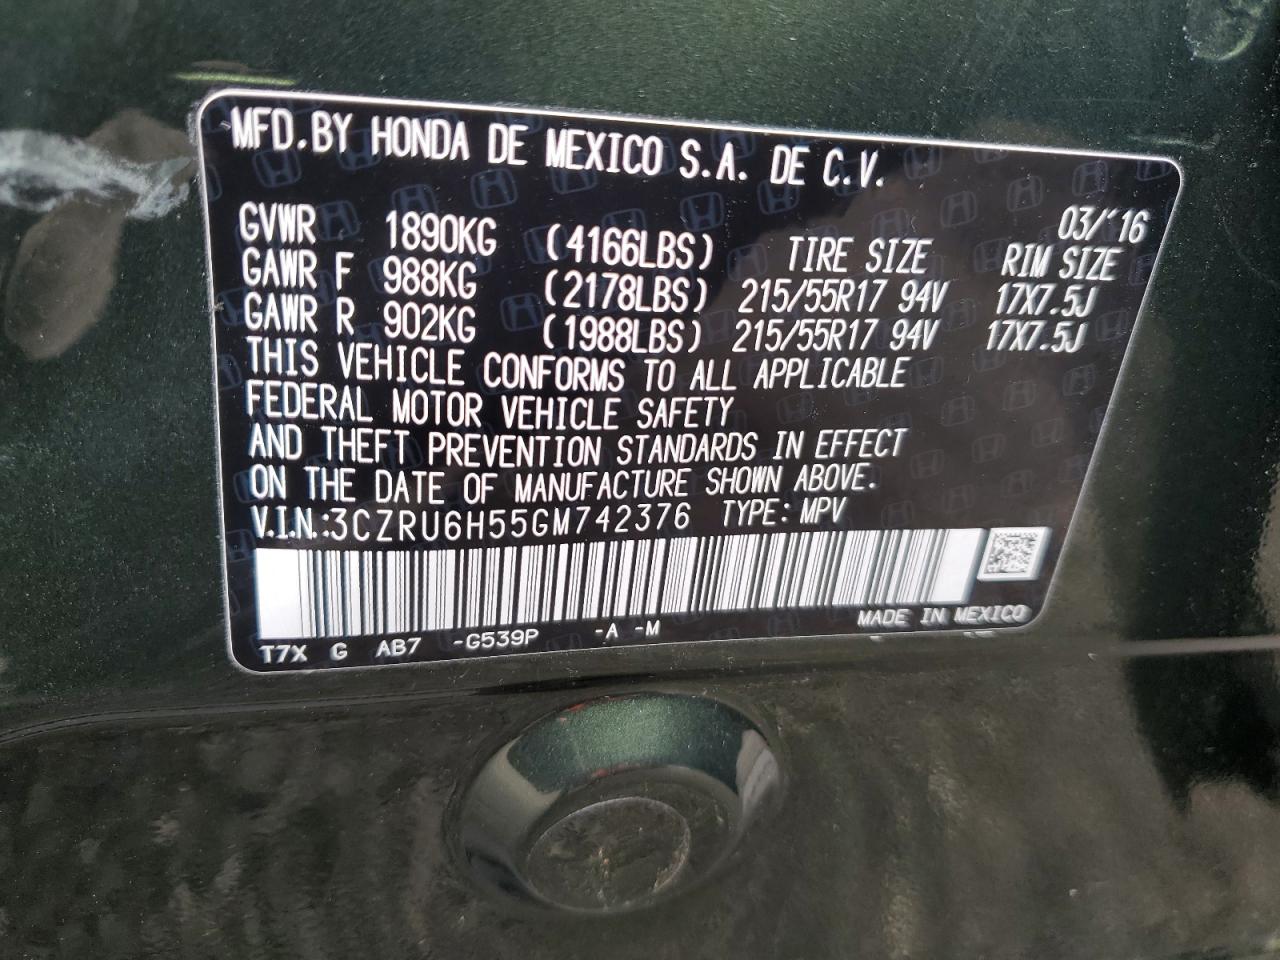 MFD.BY HONDA DE MEXICO S.A. DE C.V.
03/'16
GVWR 1890KG (4166LBS) TIRE SIZE RIM SIZE
GAWR F 988KG (2178LBS) 215/55R17 94V 17X7.5J
GAWR R 902KG (1988LBS) 215/55R17 94V 17X7.5J
THIS VEHICLE CONFORMS TO ALL APPLICABLE
FEDERAL MOTOR VEHICLE SAFETY
AND THEFT PREVENTION STANDARDS IN EFFECT
ON THE DATE OF MANUFACTURE SHOWN ABOVE.
V.I.N.:3CZRU6H55GM742376 TYPE: MPV
MADE IN MEXICO
T7X G AB7 -G539P -A -M